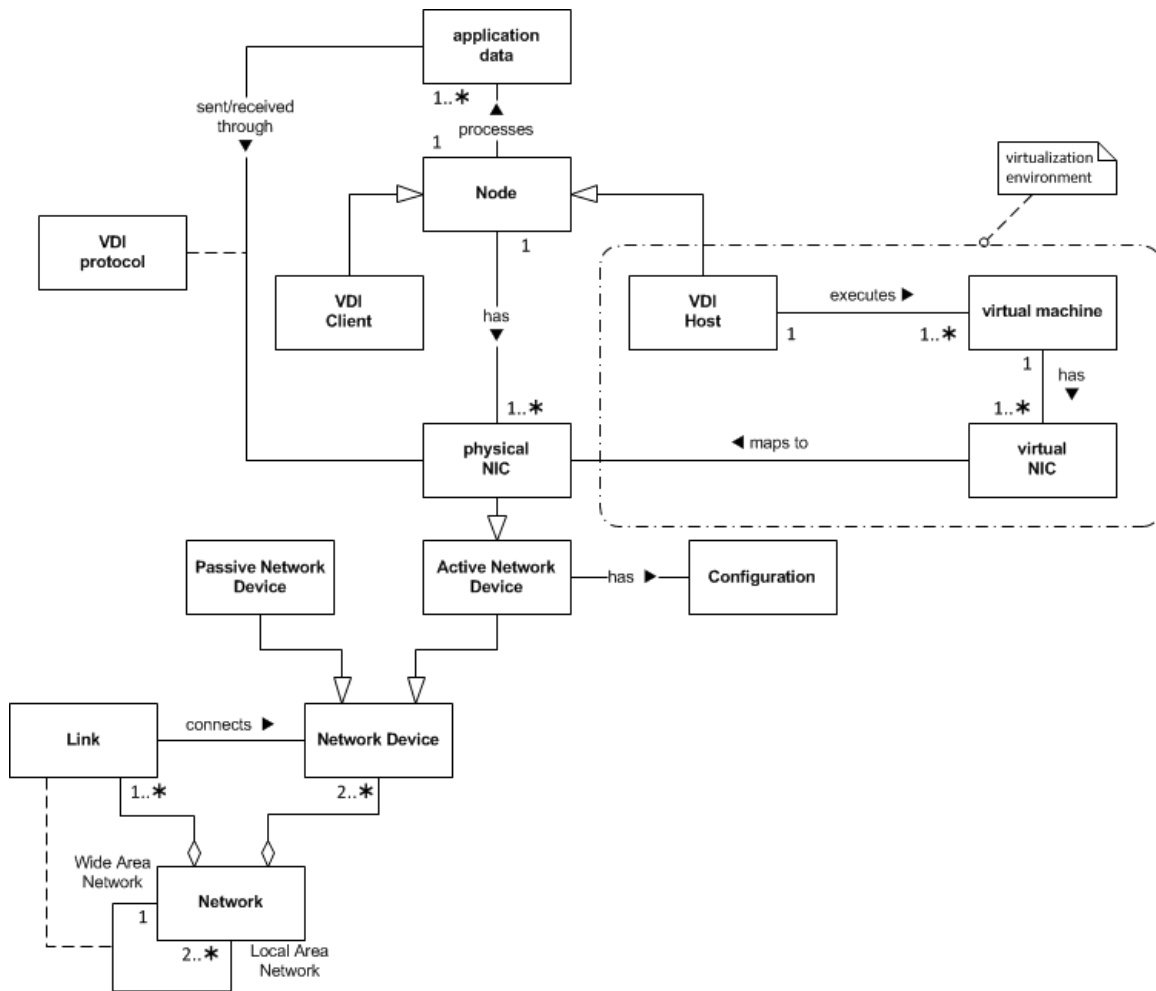 application
data
1..*
sent/received
through
▼
▲
processes
1
Node
virtualization
environment
VDI
protocol
1
VDI
Client
has
▼
VDI
Host
executes ►
1
1..*
virtual machine
1
has
▼
1..*
1..*
physical
NIC
◄ maps to
virtual
NIC
Passive Network
Device
Active Network
Device
has ►
Configuration
Link
connects ►
Network Device
1..*
2..*
Wide Area
Network
Network
1
2..*
Local Area
Network